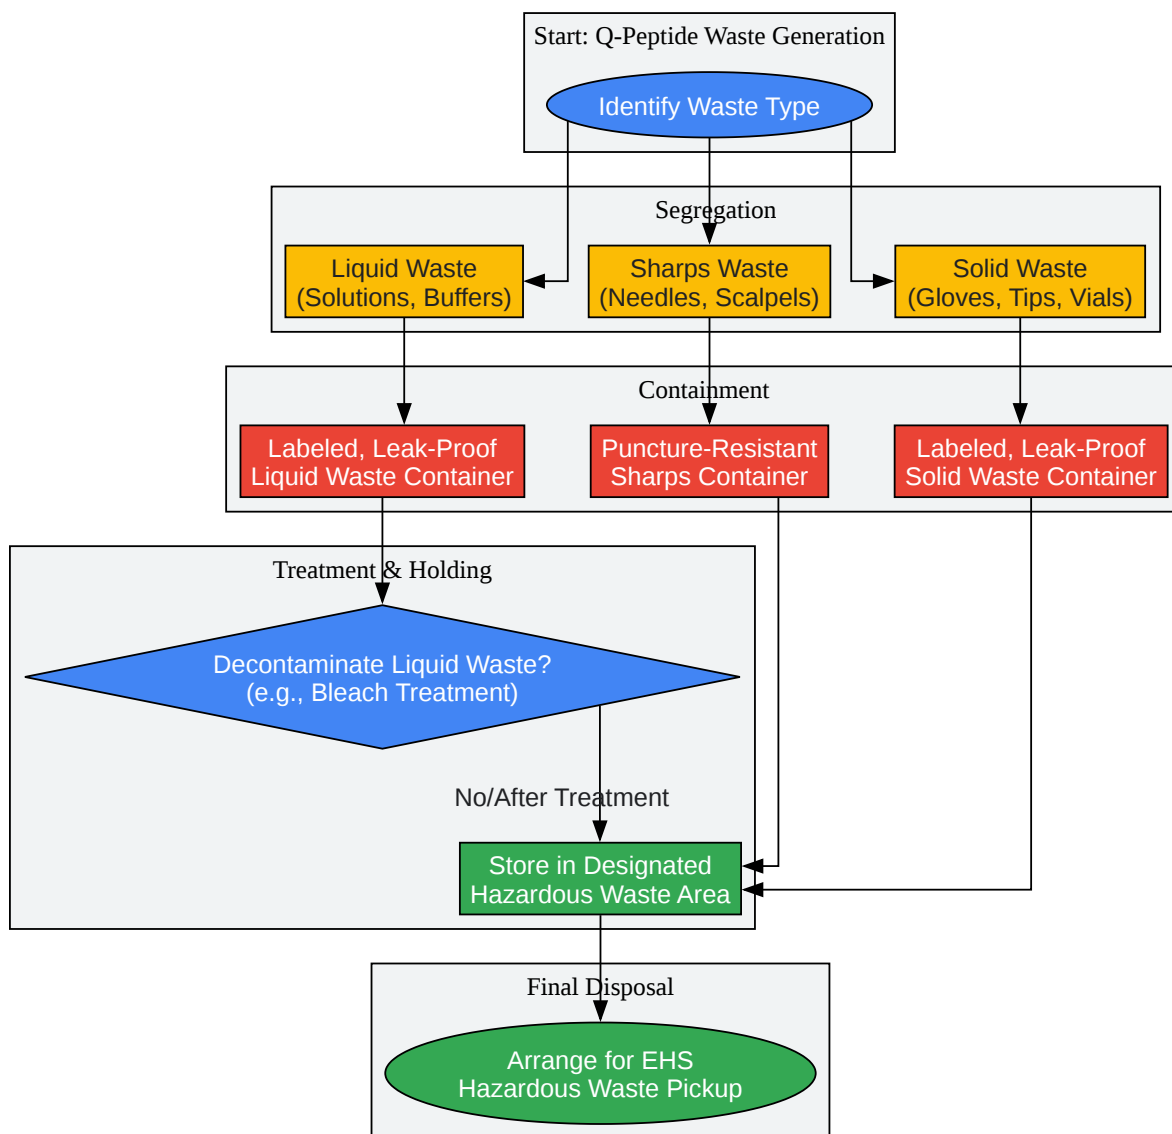 Start: Q-Peptide Waste Generation
Identify Waste Type
Segregation
Liquid Waste
(Solutions, Buffers)
Sharps Waste
(Needles, Scalpels)
Solid Waste
(Gloves, Tips, Vials)
Containment
Labeled, Leak-Proof
Liquid Waste Container
Puncture-Resistant
Sharps Container
Labeled, Leak-Proof
Solid Waste Container
Treatment & Holding
Decontaminate Liquid Waste?
(e.g., Bleach Treatment)
No/After Treatment
Store in Designated
Hazardous Waste Area
Final Disposal
Arrange for EHS
Hazardous Waste Pickup